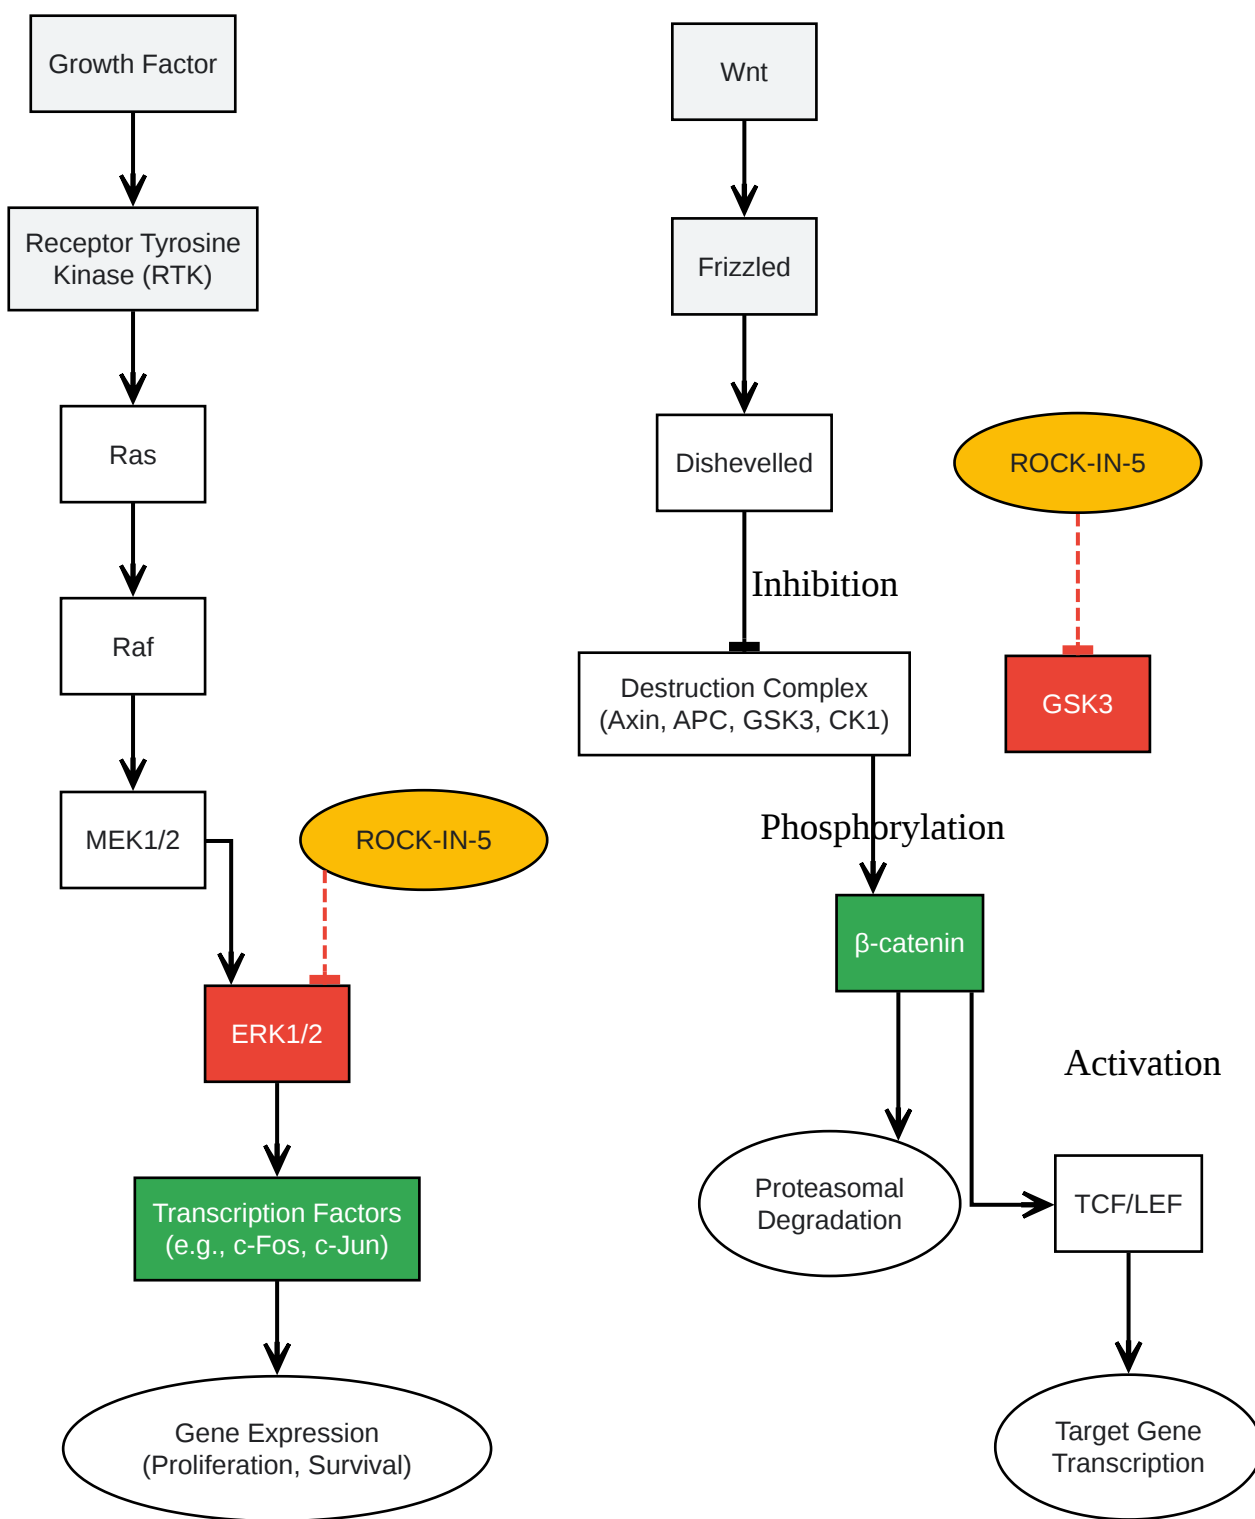 Growth Factor
Receptor Tyrosine
Kinase (RTK)
Ras
Raf
MEK1/2
ROCK-IN-5
ERK1/2
Transcription Factors
(e.g., c-Fos, c-Jun)
Gene Expression
(Proliferation, Survival)
Wnt
Frizzled
Dishevelled
ROCK-IN-5
Inhibition
Destruction Complex
(Axin, APC, GSK3, CK1)
GSK3
Phosphorylation
β-catenin
Activation
Proteasomal
Degradation
TCF/LEF
Target Gene
Transcription